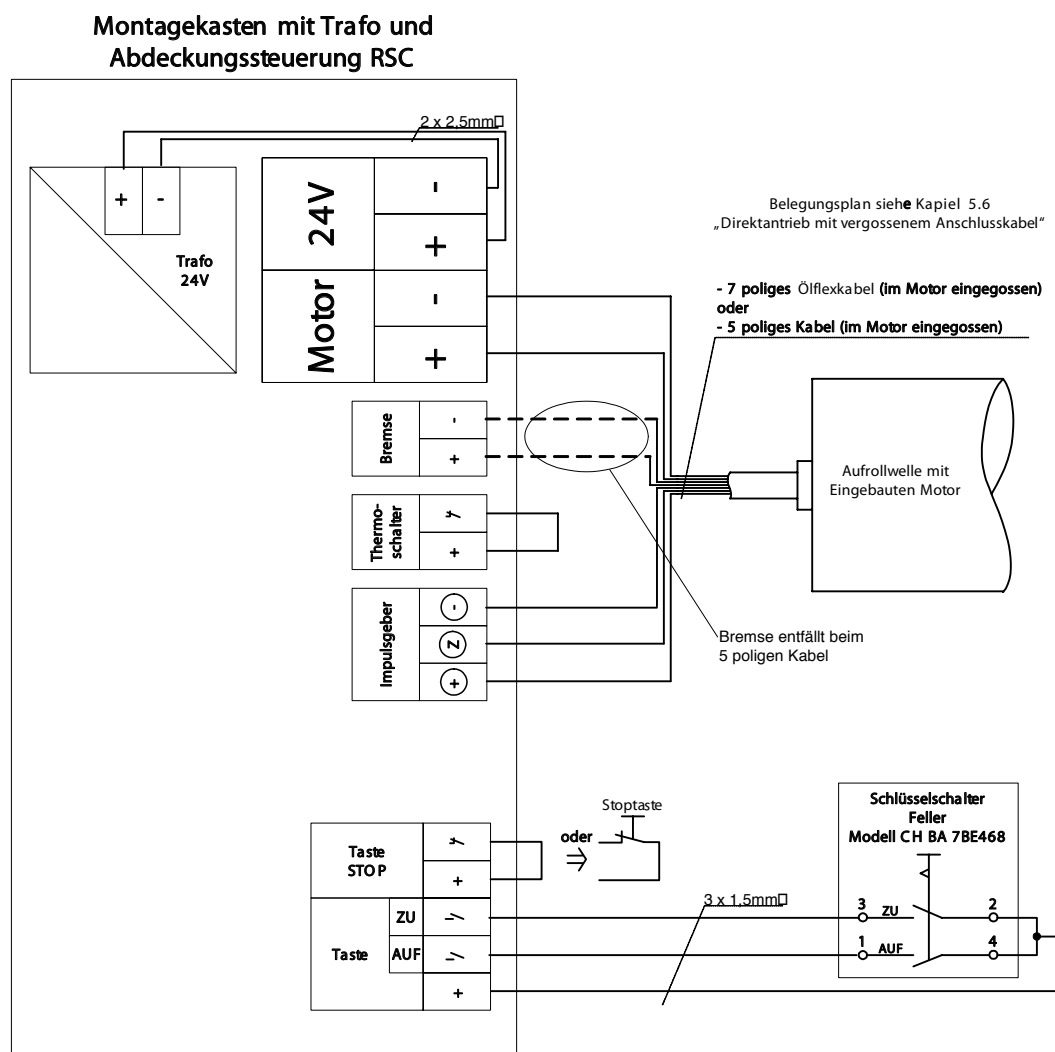 Montagekasten mit Trafo und
Abdeckungssteuerung RSC
2 x 2,5mm□
+ -
Trafo
24V
24V
-
+
Motor
-
+
Belegungsplan siehe Kapiel 5.6
„Direktantrieb mit vergossenem Anschlusskabel“
- 7 poliges Ölflexkabel (im Motor eingegossen)
oder
- 5 poliges Kabel (im Motor eingegossen)
Bremse
-
+
Aufrollwelle mit
Eingebauten Motor
Thermo-
schalter
+
Impulsgeber
-
Z
+
Bremse entfällt beim
5 poligen Kabel
Taste
STOP
+
oder
Stoptaste
Schlüsselschalter
Feller
Modell CH BA 7BE468
3 x 1,5mm□
Taste
ZU
AUF
+
3 ZU 2
1 AUF 4